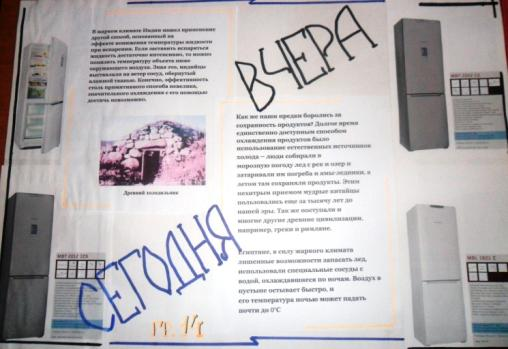 В жарком климате Индии нашел применение
другой способ, основанный на
эффекте понижения температуры жидкости
при испарении. Если заставить испаряться
жидкость достаточно интенсивно, то можно
понизить температуру объекта ниже
окружающего воздуха. Зная это, индийцы
выставляли на ветер сосуд, обернутый
влажной тканью. Конечно, эффективность
столь примитивного способа невелика,
значительного охлаждения с его помощью
достичь невозможно.
Древний холодильник
ВЧЕРА
Как же наши предки боролись за
сохранность продуктов? Долгое время
единственно доступным способом
охлаждения продуктов было
использование естественных источников
холода – люди собирали в
морозную погоду лед с рек и озер и
затаривали им погреба и ямы-ледники, а
летом там сохраняли продукты. Этим
нехитрым приемом мудрые китайцы
пользовались еще за тысячу лет до
нашей эры. Так же поступали и
многие другие древние цивилизации,
например, греки и римляне.
Египтяне, в силу жаркого климата
лишенные возможности запасать лед,
использовали специальные сосуды с
водой, охлаждавшиеся по ночам. Воздух в
пустыне остывает быстро, и
его температура ночью может падать
почти до 0°С
СЕГОДНЯ
ГР. 14